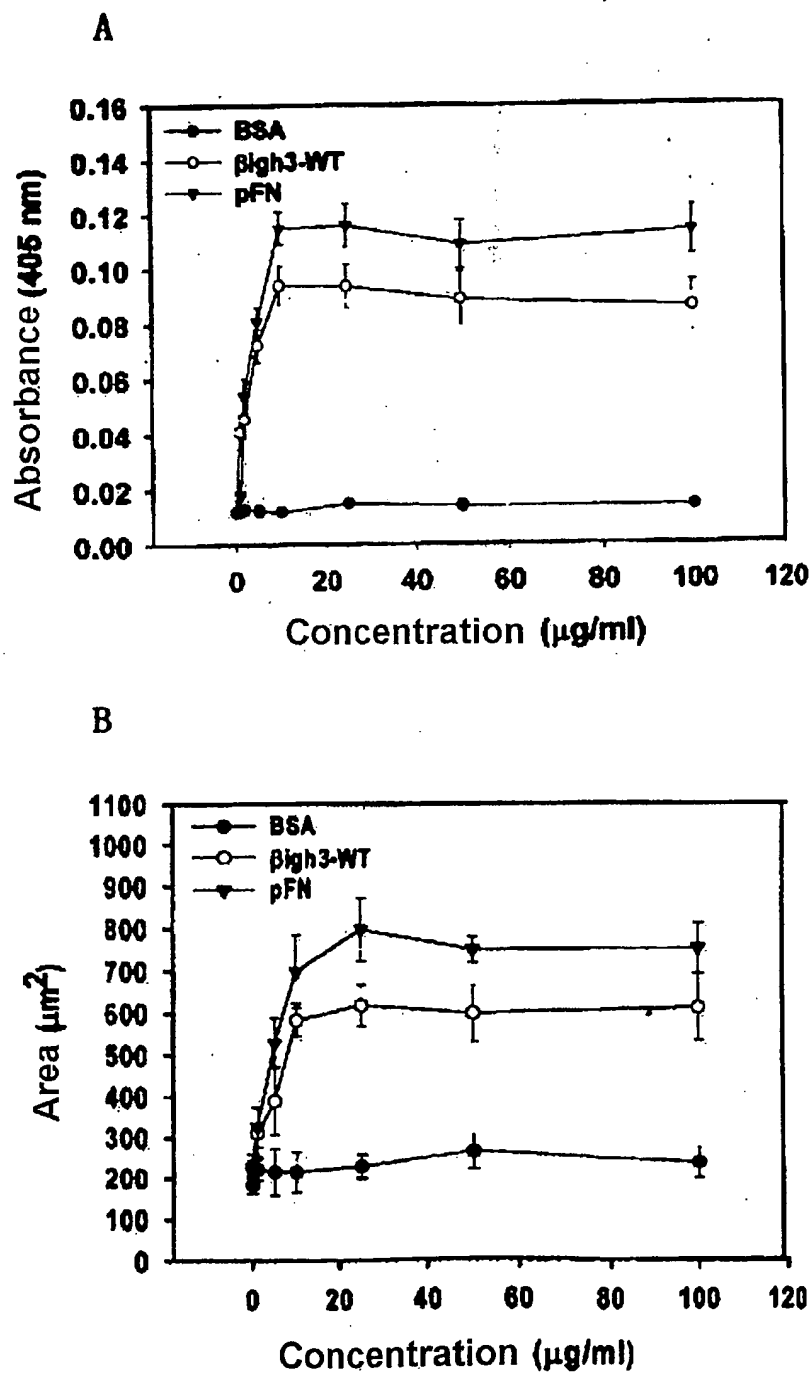 A
0.16
0.14
0.12
0.10
0.08
0.06
0.04
0.02
0.00
Absorbance (405 nm)
BSA
βigh3-WT
pFN
0 20 40 60 80 100 120
Concentration (µg/ml)
B
1100
1000
900
800
700
600
500
400
300
200
100
0
Area (µm²)
BSA
βigh3-WT
pFN
0 20 40 60 80 100 120
Concentration (µg/ml)